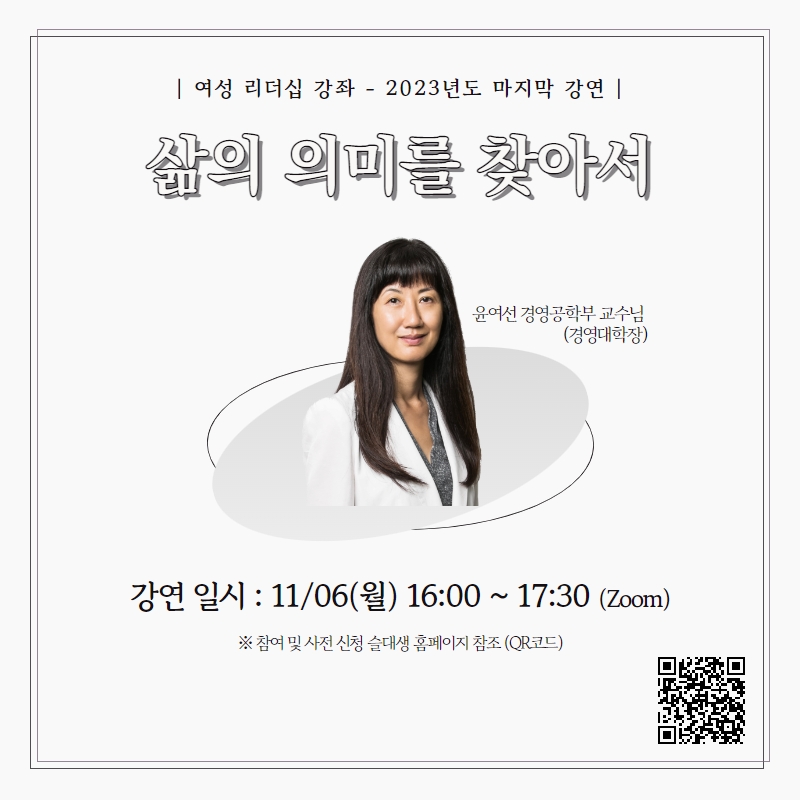 | 여성 리더십 강좌 - 2023년도 마지막 강연 |
삶의 의미를 찾아서
윤여선 경영공학부 교수님
(경영대학장)
강연 일시 : 11/06(월) 16:00 ~ 17:30 (Zoom)
※ 참여 및 사전 신청 슬대생 홈페이지 참조 (QR코드)